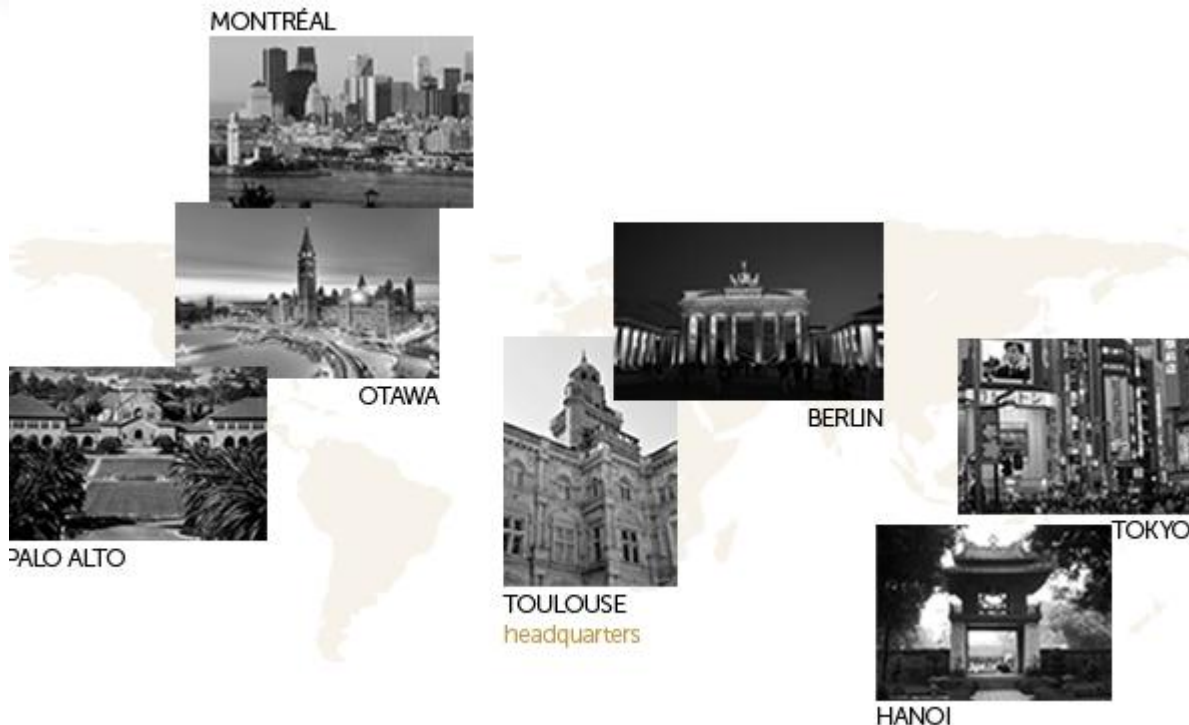 MONTRÉAL
OTAWA
BERLIN
PALO ALTO
TOKYO
TOULOUSE
headquarters
HANOI